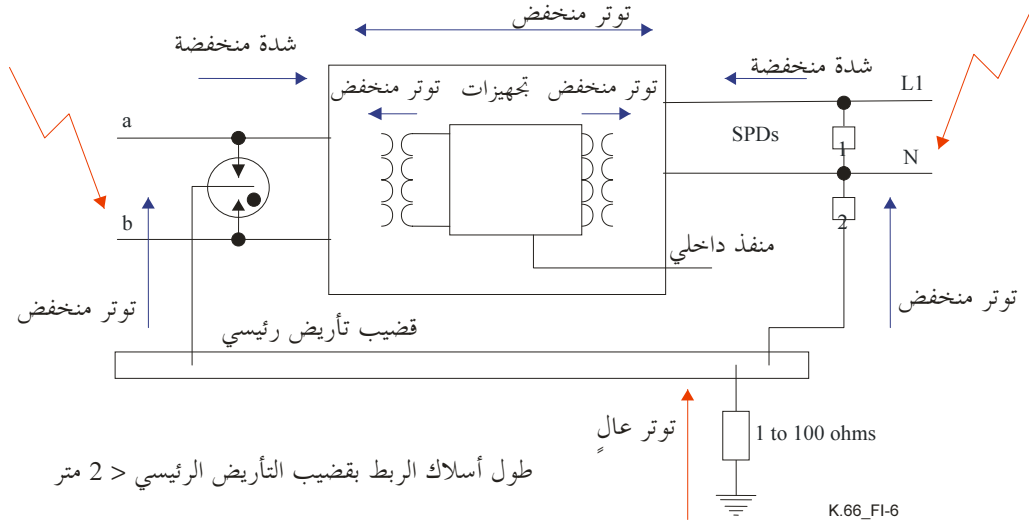 توتر منخفض
شدة منخفضة
شدة منخفضة
L1
توتر منخفض
تجهيزات
توتر منخفض
a
SPDs
1
N
b
2
منفذ داخلي
توتر منخفض
توتر منخفض
قضيب تأريض رئيسي
توتر عالٍ
1 to 100 ohms
طول أسلاك الربط بقضيب التأريض الرئيسي < 2 متر
K.66_FI-6